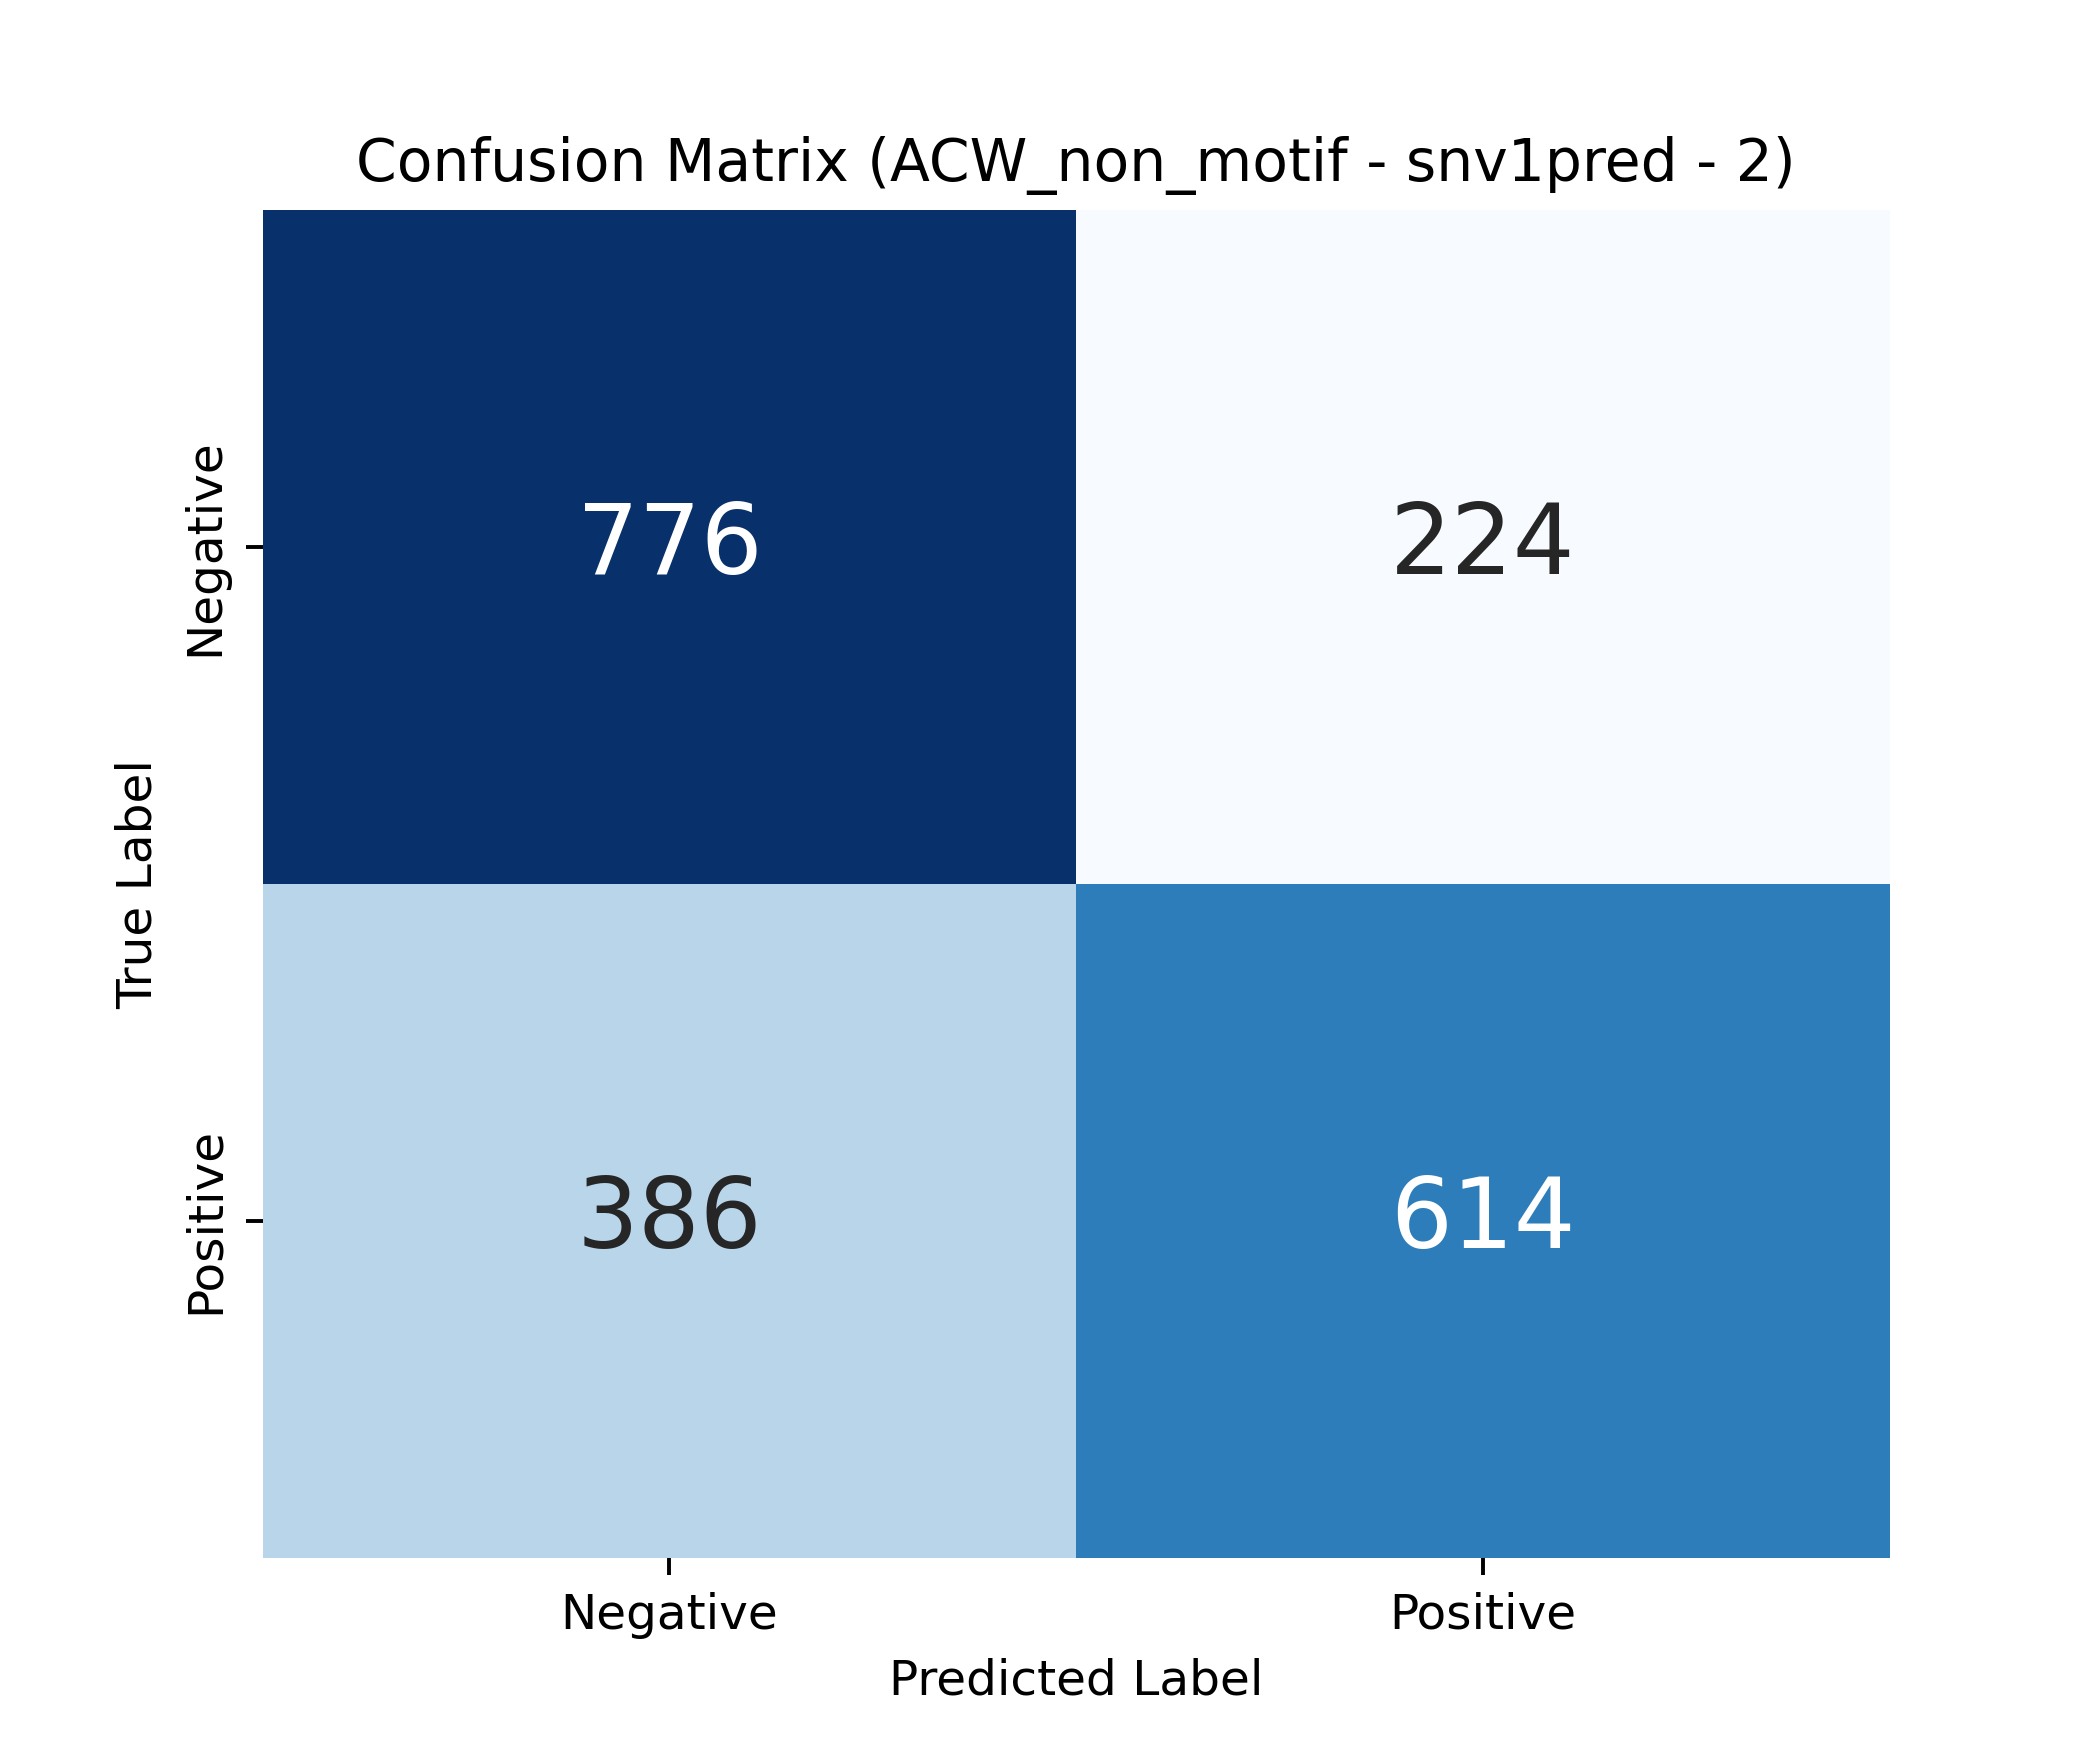 Confusion Matrix (ACW_non_motif - snv1pred - 2)
True Label
Negative
776
224
Positive
386
614
Negative
Positive
Predicted Label